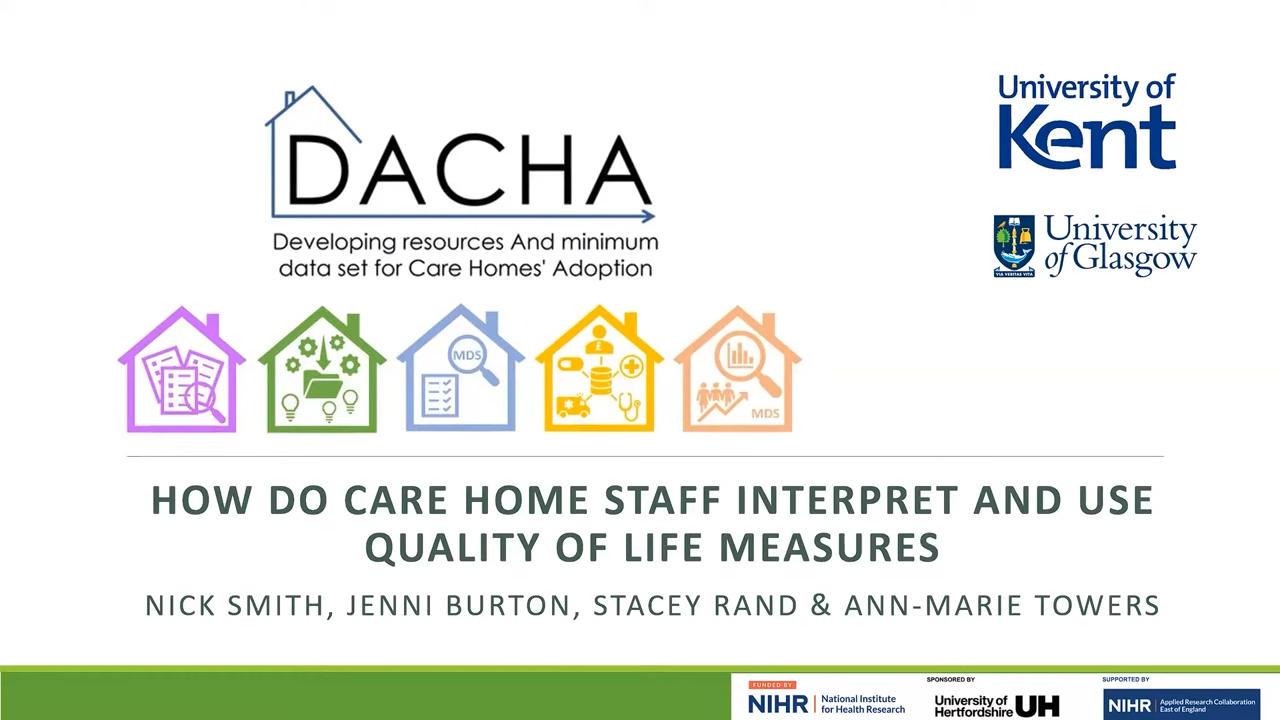 DACHA
Developing resources And minimum
data set for Care Homes' Adoption
University of
Kent
University
of Glasgow
VIA VERITAS VITA
MDS
£
MDS
HOW DO CARE HOME STAFF INTERPRET AND USE
QUALITY OF LIFE MEASURES
NICK SMITH, JENNI BURTON, STACEY RAND & ANN-MARIE TOWERS
FUNDED BY
NIHR | National Institute
for Health Research
SPONSORED BY
University of
Hertfordshire UH
SUPPORTED BY
NIHR | Applied Research Collaboration
East of England